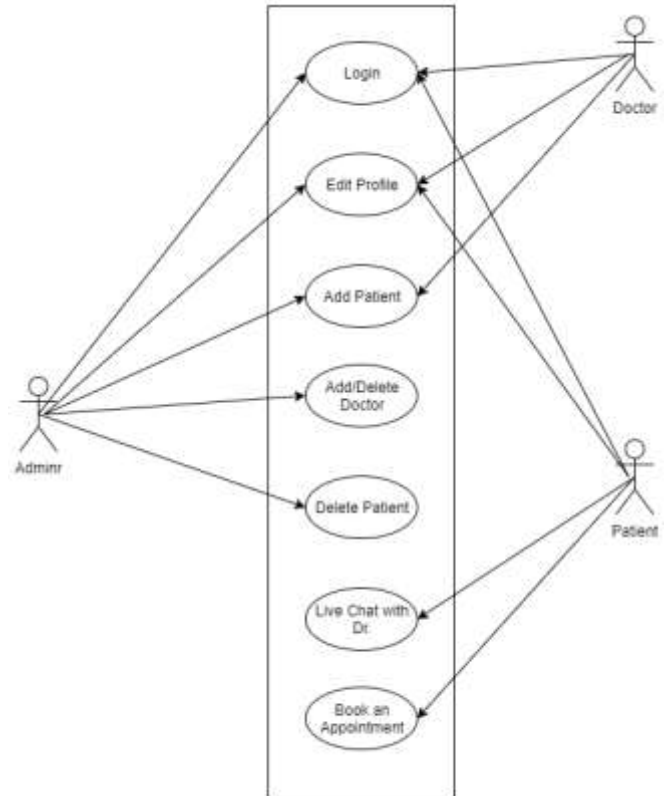 Login
Doctor
Edit Profile
Add Patient
Add/Delete
Doctor
Adminr
Delete Patient
Patient
Live Chat with
Dr.
Book an
Appointment